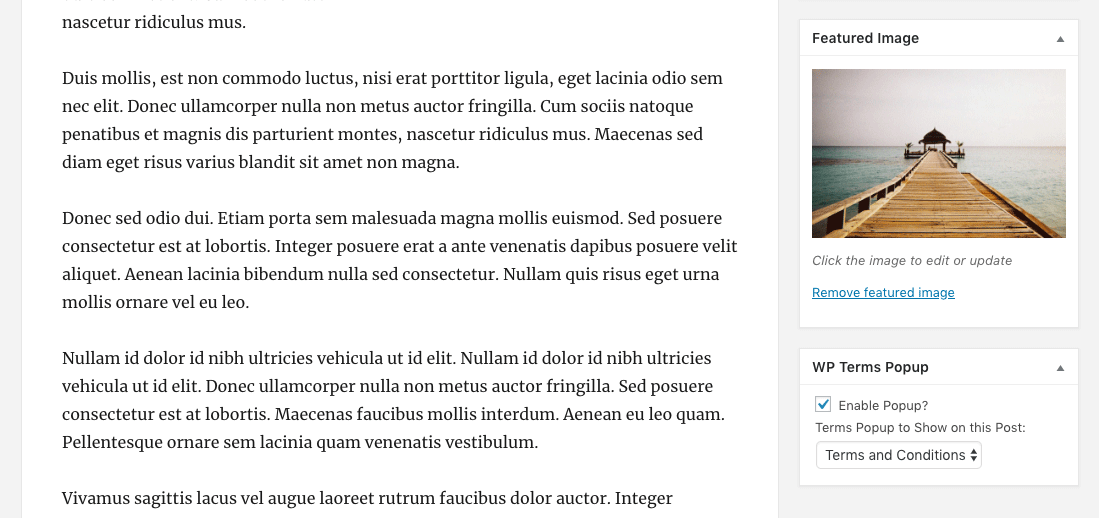 nascetur ridiculus mus.
Duis mollis, est non commodo luctus, nisi erat porttitor ligula, eget lacinia odio sem
nec elit. Donec ullamcorper nulla non metus auctor fringilla. Cum sociis natoque
penatibus et magnis dis parturient montes, nascetur ridiculus mus. Maecenas sed
diam eget risus varius blandit sit amet non magna.
Donec sed odio dui. Etiam porta sem malesuada magna mollis euismod. Sed posuere
consectetur est at lobortis. Integer posuere erat a ante venenatis dapibus posuere velit
aliquet. Aenean lacinia bibendum nulla sed consectetur. Nullam quis risus eget urna
mollis ornare vel eu leo.
Nullam id dolor id nibh ultricies vehicula ut id elit. Nullam id dolor id nibh ultricies
vehicula ut id elit. Donec ullamcorper nulla non metus auctor fringilla. Sed posuere
consectetur est at lobortis. Maecenas faucibus mollis interdum. Aenean eu leo quam.
Pellentesque ornare sem lacinia quam venenatis vestibulum.
Vivamus sagittis lacus vel augue laoreet rutrum faucibus dolor auctor. Integer
Featured Image
Click the image to edit or update
Remove featured image
WP Terms Popup
Enable Popup?
Terms Popup to Show on this Post:
Terms and Conditions